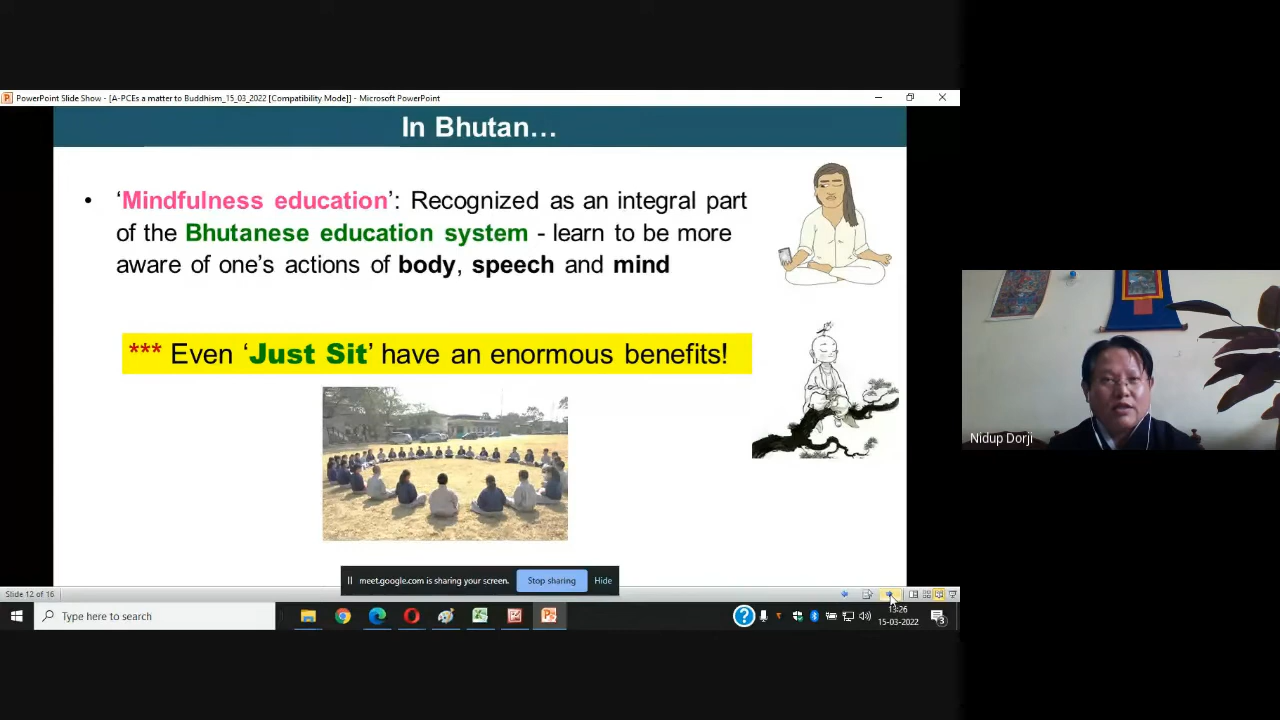 PowerPoint Slide Show - [A-PCEs a matter to Buddhism_15_03_2022 [Compatibility Mode]] - Microsoft PowerPoint
In Bhutan…
• ‘Mindfulness education’: Recognized as an integral part
of the Bhutanese education system - learn to be more
aware of one’s actions of body, speech and mind
*** Even ‘Just Sit’ have an enormous benefits!
Nidup Dorji
meet.google.com is sharing your screen. Stop sharing Hide
Slide 12 of 16
Type here to search
13:26
15-03-2022
3